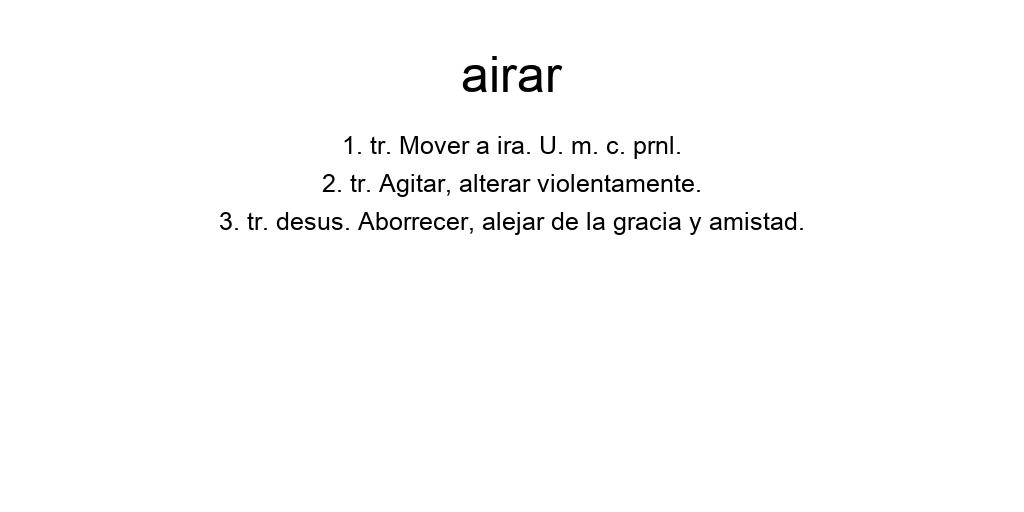 airar
1. tr. Mover a ira. U. m. c. prnl.
2. tr. Agitar, alterar violentamente.
3. tr. desus. Aborrecer, alejar de la gracia y amistad.